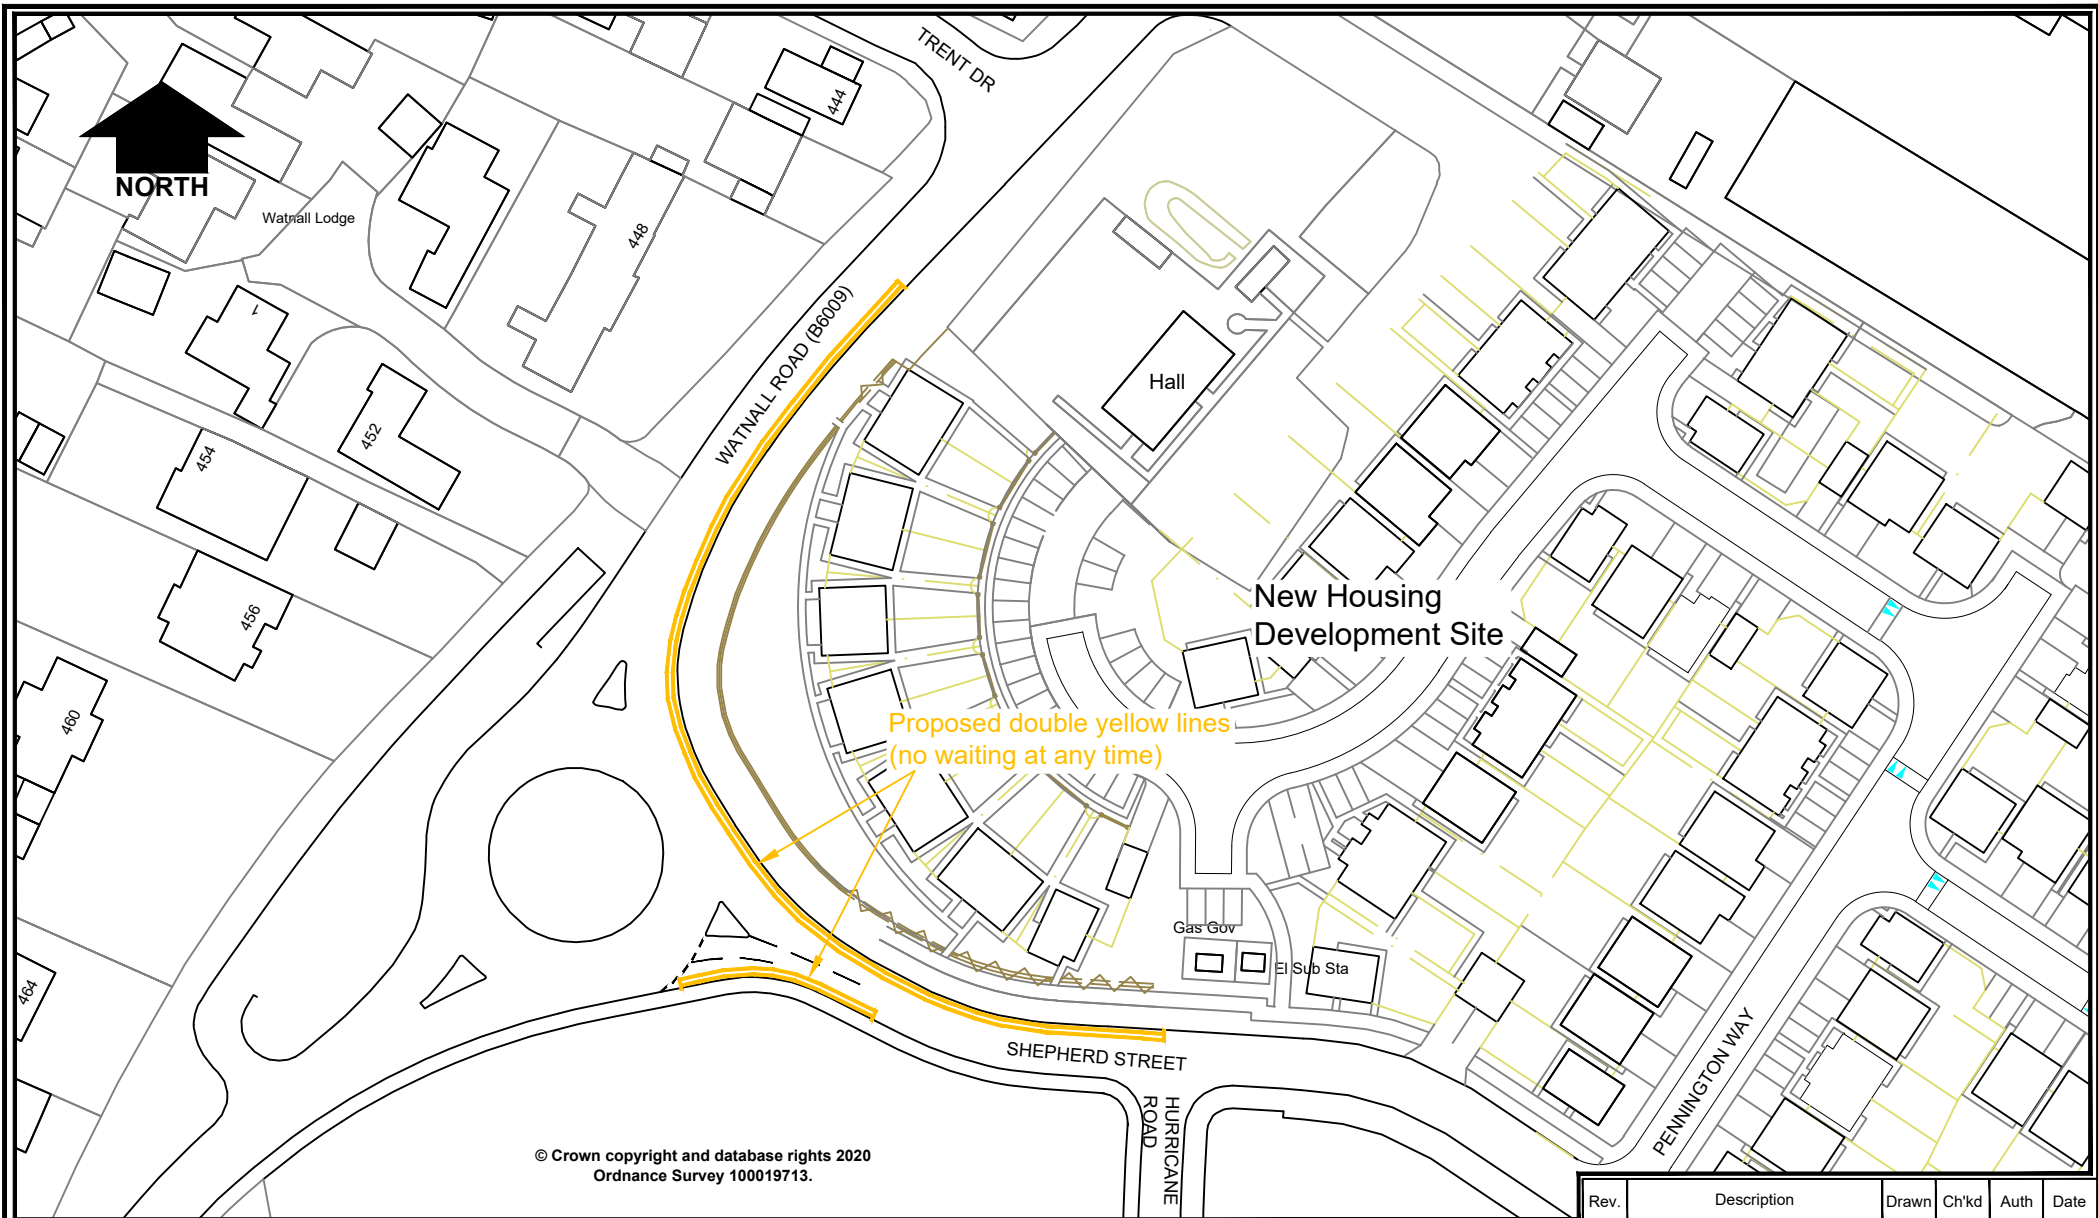 TRENT DR
444
NORTH
Watnall Lodge
448
WATNALL ROAD (B6009)
1
Hall
452
454
456
New Housing
Development Site
460
Proposed double yellow lines
(no waiting at any time)
Gas Gov
El Sub Sta
464
SHEPHERD STREET
PENNINGTON WAY
HURRICANE
ROAD
© Crown copyright and database rights 2020
Ordnance Survey 100019713.
Rev. Description Drawn Ch'kd Auth Date